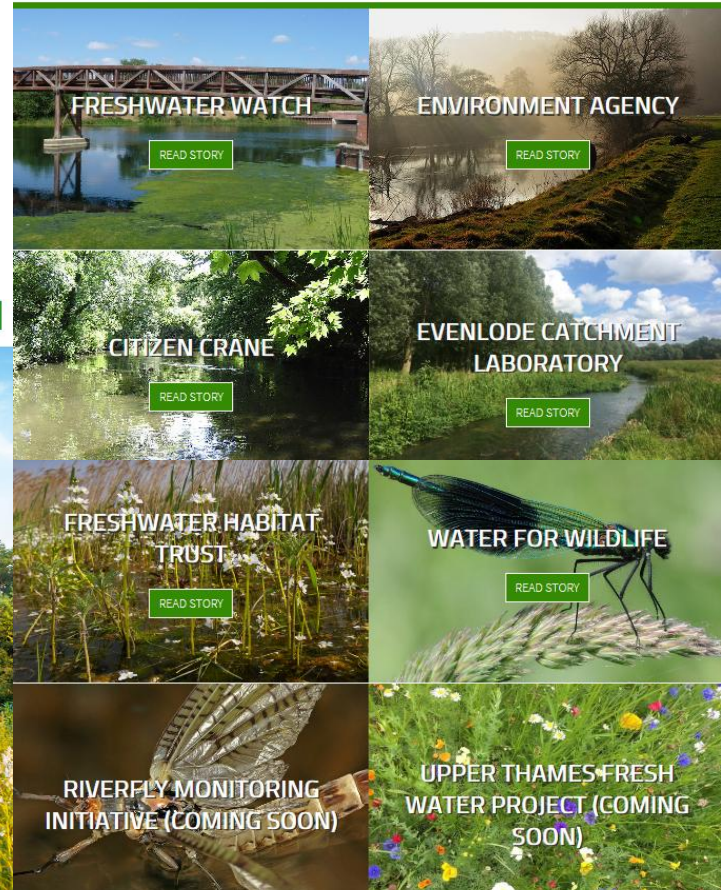 FRESHWATER WATCH
READ STORY
ENVIRONMENT AGENCY
READ STORY
CITIZEN CRANE
READ STORY
EVENLODE CATCHMENT
LABORATORY
READ STORY
FRESHWATER HABITAT
TRUST
READ STORY
WATER FOR WILDLIFE
READ STORY
RIVERFLY MONITORING
INITIATIVE (COMING SOON)
UPPER THAMES FRESH
WATER PROJECT (COMING
SOON)